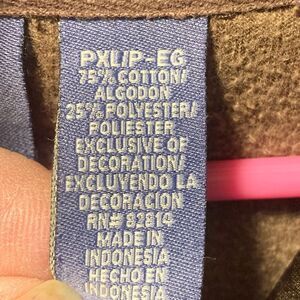 PXL/P-EG
75% COTTON/
ALGODON
25% POLYESTER/
POLIESTER
EXCLUSIVE OF
DECORATION/
EXCLUYENDO LA
DECORACION
RN# 82814
MADE IN
INDONESIA
HECHO EN
INDONESIA